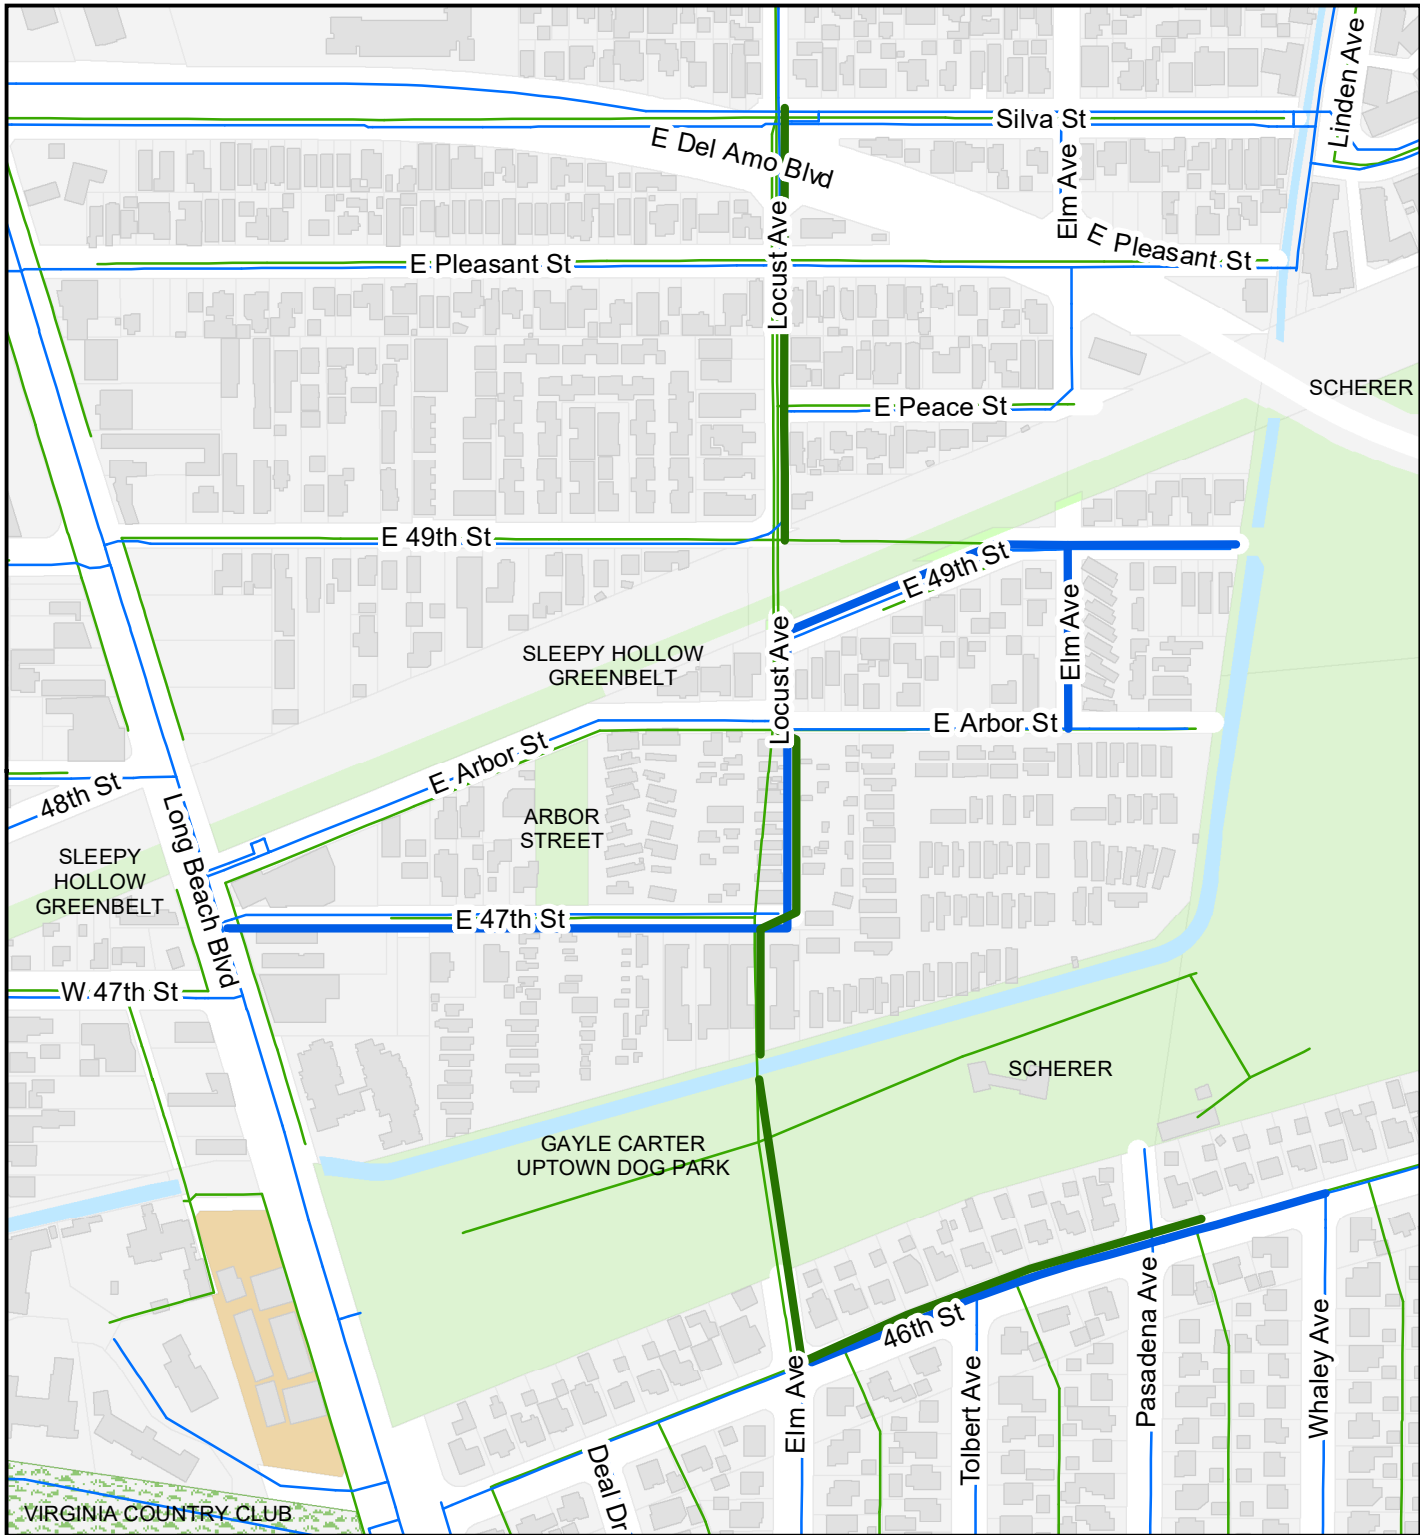 Linden Ave
Silva St
E Del Amo Blvd
Elm Ave
Locust Ave
E Pleasant St
E Pleasant St
SCHERER
E Peace St
E 49th St
E 49th St
Elm Ave
Locust Ave
SLEEPY HOLLOW
GREENBELT
E Arbor St
E Arbor St
48th St
Long Beach Blvd
ARBOR
STREET
SLEEPY
HOLLOW
GREENBELT
E 47th St
W 47th St
SCHERER
GAYLE CARTER
UPTOWN DOG PARK
46th St
Elm Ave
Tolbert Ave
Pasadena Ave
Whaley Ave
Deal Dr
VIRGINIA COUNTRY CLUB